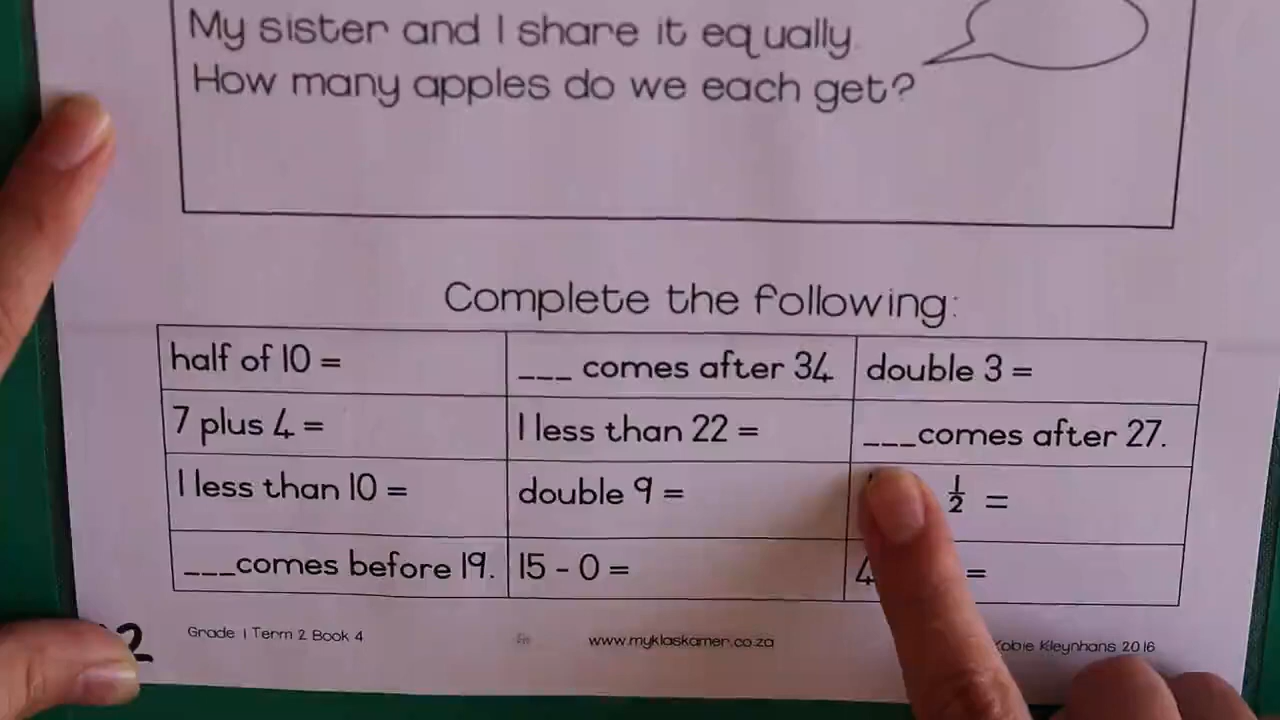 My sister and I share it equally.
How many apples do we each get?
Complete the following:
half of 10 =
___ comes after 34
double 3 =
7 plus 4 =
1 less than 22 =
___comes after 27.
1 less than 10 =
double 9 =
½ =
___comes before 19.
15 - 0 =
4 =
2
Grade 1 Term 2 Book 4
www.myklaskamer.co.za
Kobie Kleynhans 2016